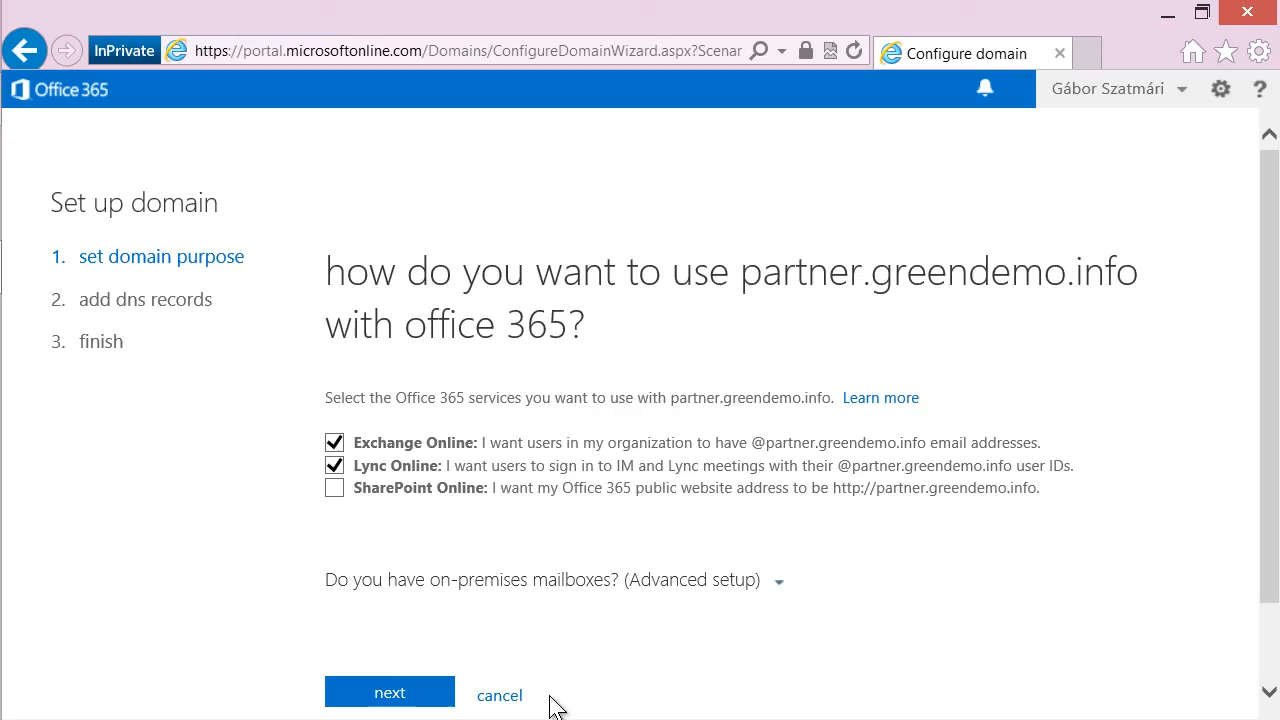 InPrivate https://portal.microsoftonline.com/Domains/ConfigureDomainWizard.aspx?Scenar Configure domain
Office 365 Gábor Szatmári ?
Set up domain
1. set domain purpose
2. add dns records
3. finish
how do you want to use partner.greendemo.info
with office 365?
Select the Office 365 services you want to use with partner.greendemo.info. Learn more
Exchange Online: I want users in my organization to have @partner.greendemo.info email addresses.
Lync Online: I want users to sign in to IM and Lync meetings with their @partner.greendemo.info user IDs.
SharePoint Online: I want my Office 365 public website address to be http://partner.greendemo.info.
Do you have on-premises mailboxes? (Advanced setup)
next cancel